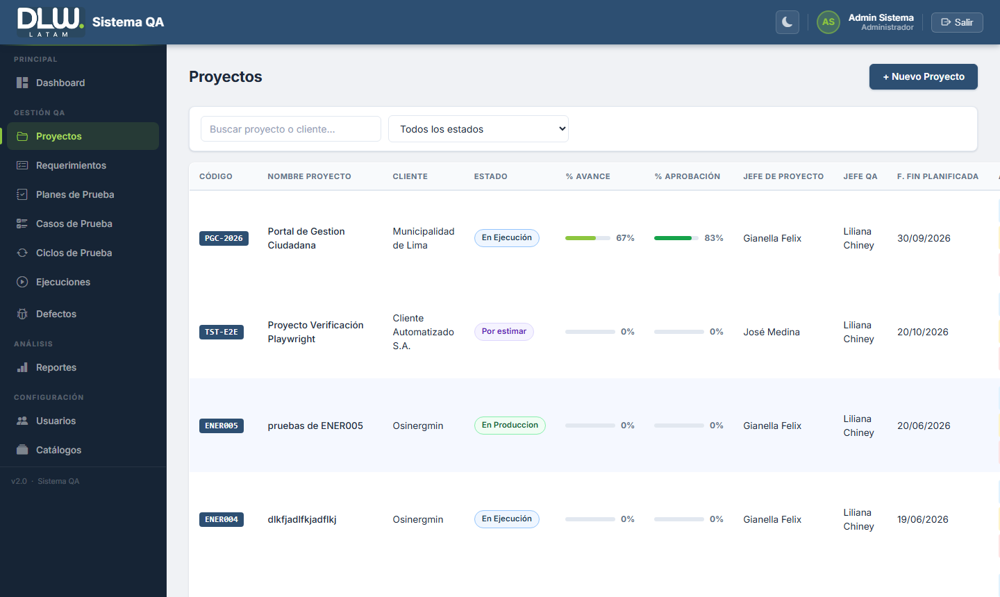 DLW.
LATAM
Sistema QA
AS
Admin Sistema
Administrador
Salir
PRINCIPAL
Dashboard
GESTIÓN QA
Proyectos
Requerimientos
Planes de Prueba
Casos de Prueba
Ciclos de Prueba
Ejecuciones
Defectos
ANÁLISIS
Reportes
CONFIGURACIÓN
Usuarios
Catálogos
v2.0 · Sistema QA
Proyectos
+ Nuevo Proyecto
Buscar proyecto o cliente...
Todos los estados
CÓDIGO NOMBRE PROYECTO CLIENTE ESTADO % AVANCE % APROBACIÓN JEFE DE PROYECTO JEFE QA F. FIN PLANIFICADA
PGC-2026
Portal de Gestion
Ciudadana
Municipalidad
de Lima
En Ejecución
67%
83%
Gianella Felix
Liliana
Chiney
30/09/2026
TST-E2E
Proyecto Verificación
Playwright
Cliente
Automatizado
S.A.
Por estimar
0%
0%
José Medina
Liliana
Chiney
20/10/2026
ENER005
pruebas de ENER005
Osinergmin
En Produccion
0%
0%
Gianella Felix
Liliana
Chiney
20/06/2026
ENER004
dlkfjadlfkjadflkj
Osinergmin
En Ejecución
0%
0%
Gianella Felix
Liliana
Chiney
19/06/2026